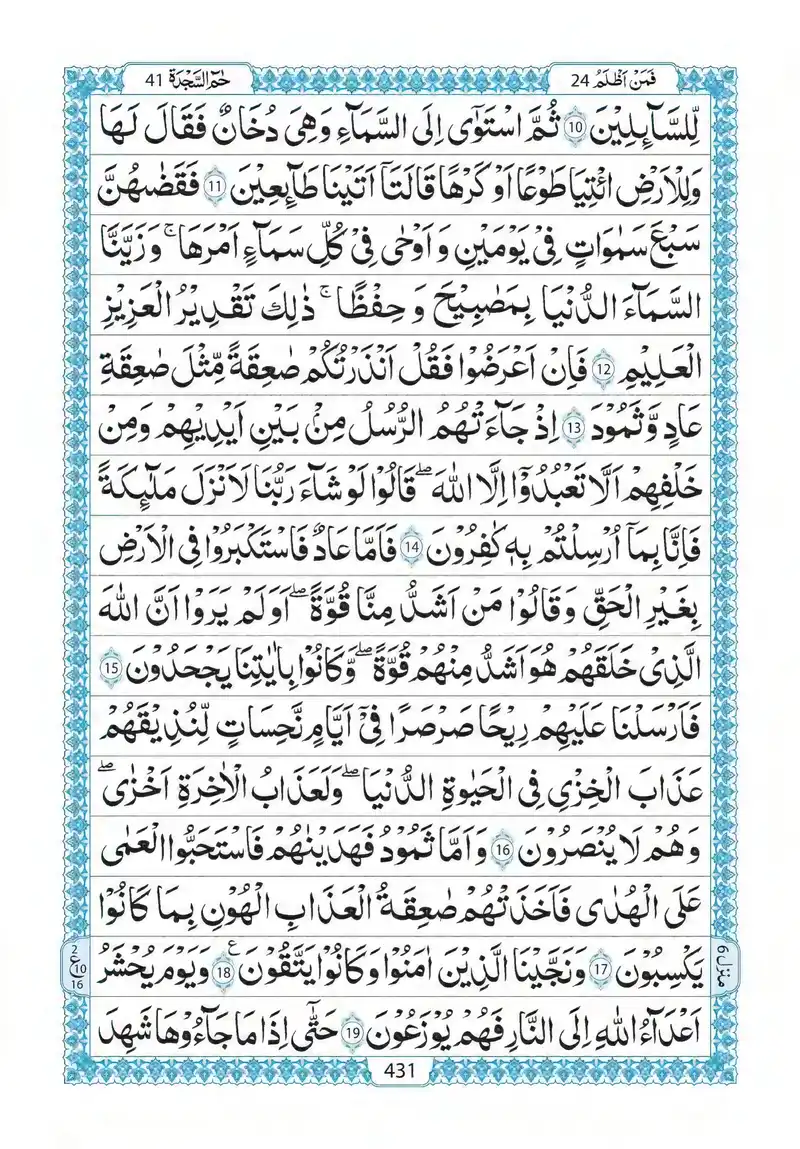 فَمَنْ اَظْلَمُ 24
حٰمٓ السَّجْدَة 41
لِّلسَّآئِلِيْنَ 10 ثُمَّ اسْتَوٰٓى اِلَى السَّمَآءِ وَهِىَ دُخَانٌ فَقَالَ لَهَا
وَلِلْاَرْضِ ائْتِيَا طَوْعًا اَوْ كَرْهًا قَالَتَآ اَتَيْنَا طَآئِعِيْنَ 11 فَقَضٰهُنَّ
سَبْعَ سَمٰوَاتٍ فِىْ يَوْمَيْنِ وَ اَوْحٰى فِىْ كُلِّ سَمَآءٍ اَمْرَهَا ۚ وَ زَيَّنَّا
السَّمَآءَ الدُّنْيَا بِمَصٰبِيْحَ وَ حِفْظًا ۚ ذٰلِكَ تَقْدِيْرُ الْعَزِيْزِ
الْعَلِيْمِ 12 فَاِنْ اَعْرَضُوْا فَقُلْ اَنْذَرْتُكُمْ صٰعِقَةً مِّثْلَ صٰعِقَةِ
عَادٍ وَّ ثَمُوْدَ 13 اِذْ جَآءَتْهُمُ الرُّسُلُ مِنْۢ بَيْنِ اَيْدِيْهِمْ وَمِنْ
خَلْفِهِمْ اَلَّا تَعْبُدُوْٓا اِلَّا اللّٰهَ ۖ قَالُوْا لَوْ شَآءَ رَبُّنَا لَاَنْزَلَ مَلٰٓئِكَةً
فَاِنَّا بِمَآ اُرْسِلْتُمْ بِهٖ كٰفِرُوْنَ 14 فَاَمَّا عَادٌ فَاسْتَكْبَرُوْا فِى الْاَرْضِ
بِغَيْرِ الْحَقِّ وَ قَالُوْا مَنْ اَشَدُّ مِنَّا قُوَّةً ۖ اَوَلَمْ يَرَوْا اَنَّ اللّٰهَ
الَّذِىْ خَلَقَهُمْ هُوَ اَشَدُّ مِنْهُمْ قُوَّةً ۖ وَّ كَانُوْا بِاٰيٰتِنَا يَجْحَدُوْنَ 15
فَاَرْسَلْنَا عَلَيْهِمْ رِيْحًا صَرْصَرًا فِىْٓ اَيَّامٍ نَّحِسَاتٍ لِّنُذِيْقَهُمْ
عَذَابَ الْخِزْىِ فِى الْحَيٰوةِ الدُّنْيَا ۖ وَلَعَذَابُ الْاٰخِرَةِ اَخْزٰى ۖ
وَهُمْ لَا يُنْصَرُوْنَ 16 وَ اَمَّا ثَمُوْدُ فَهَدَيْنٰهُمْ فَاسْتَحَبُّوا الْعَمٰى
عَلَى الْهُدٰى فَاَخَذَتْهُمْ صٰعِقَةُ الْعَذَابِ الْهُوْنِ بِمَا كَانُوْا
يَكْسِبُوْنَ 17 وَ نَجَّيْنَا الَّذِيْنَ اٰمَنُوْا وَكَانُوْا يَتَّقُوْنَ 18 ع وَيَوْمَ يُحْشَرُ
اَعْدَآءُ اللّٰهِ اِلَى النَّارِ فَهُمْ يُوْزَعُوْنَ 19 حَتّٰٓى اِذَا مَا جَآءُوْهَا شَهِدَ
منزل 6
2
ع 10
16
431